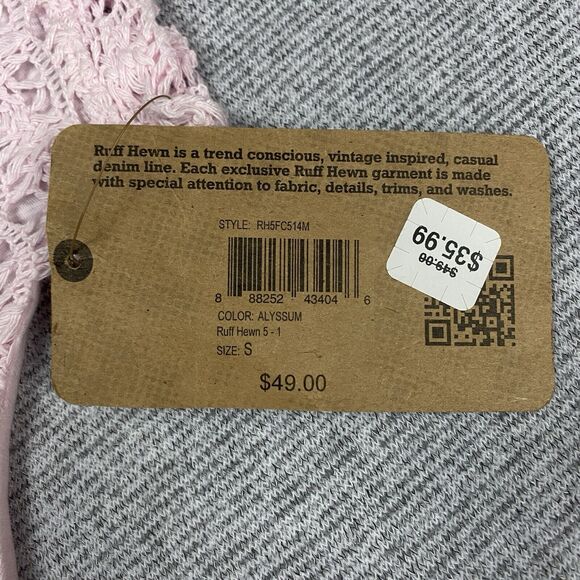 Ruff Hewn is a trend conscious, vintage inspired, casual
denim line. Each exclusive Ruff Hewn garment is made
with special attention to fabric, details, trims, and washes.
STYLE: RH5FC514M
$49.00
$35.99
8 88252 43404 6
COLOR: ALYSSUM
Ruff Hewn 5 - 1
SIZE: S
$49.00